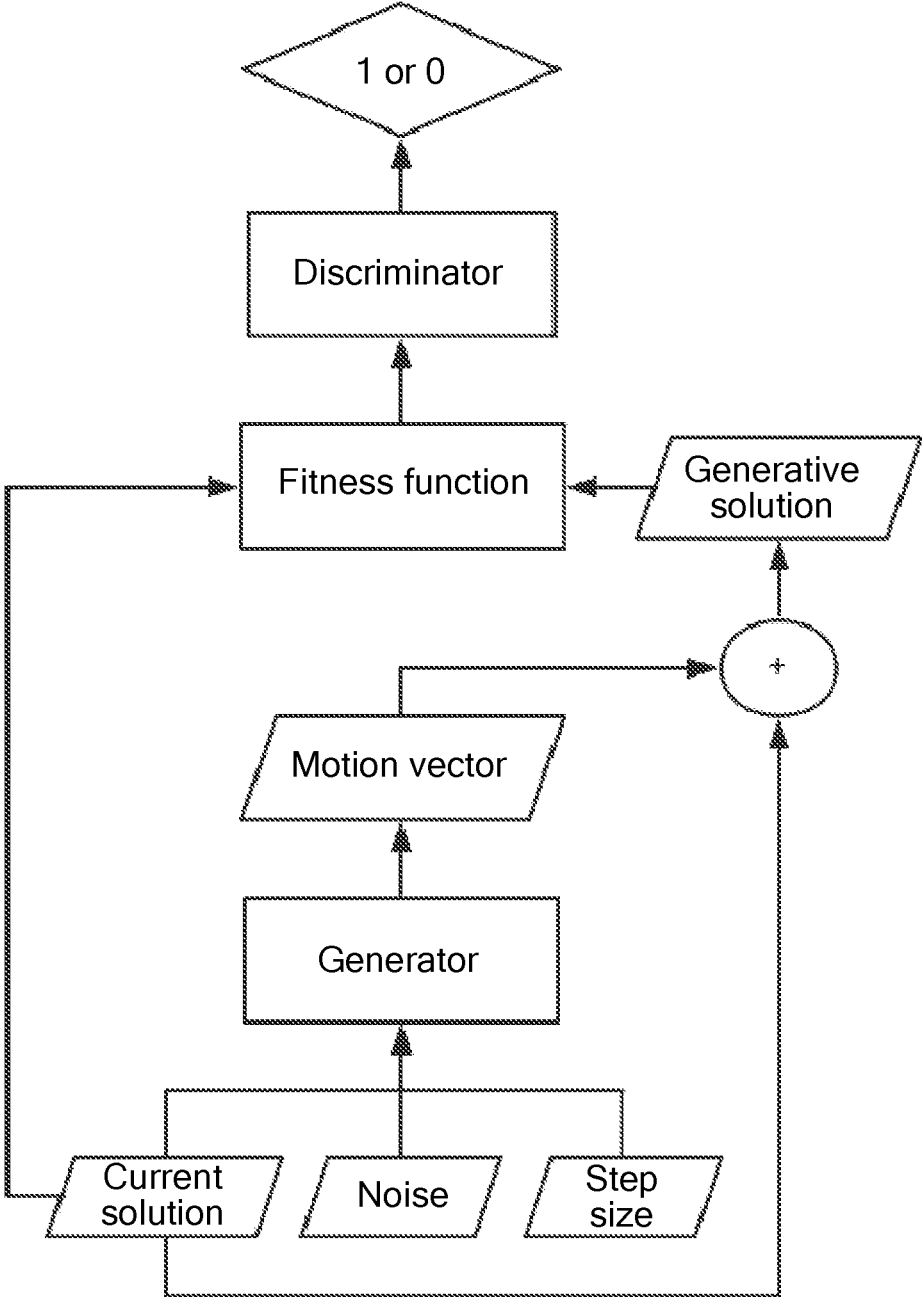 1 or 0
Discriminator
Fitness function
Generative
solution
+
Motion vector
Generator
Current
solution
Noise
Step
size